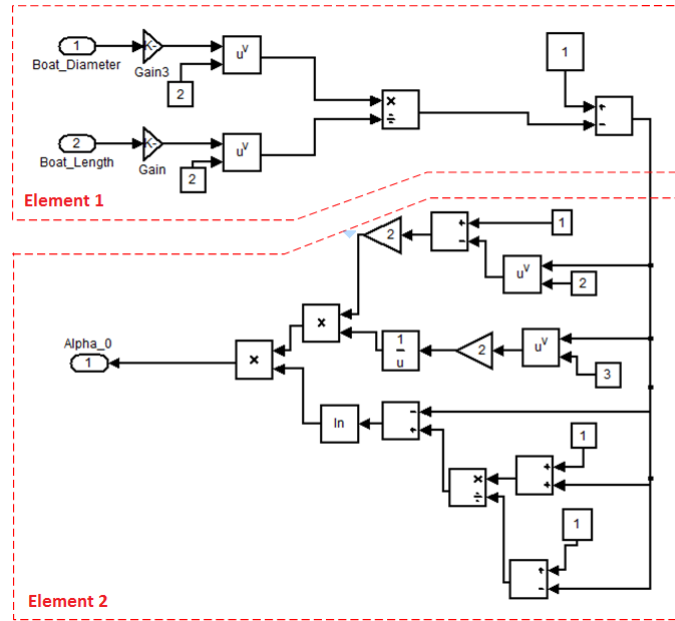 1
Boat_Diameter
K-
Gain3
2
u^v
2
Boat_Length
K-
Gain
2
u^v
×
÷
1
+
-
Element 1
2
+
-
1
u^v
2
×
1
u
2
u^v
3
Alpha_0
1
×
ln
-
+
×
÷
+
+
1
1
+
-
Element 2